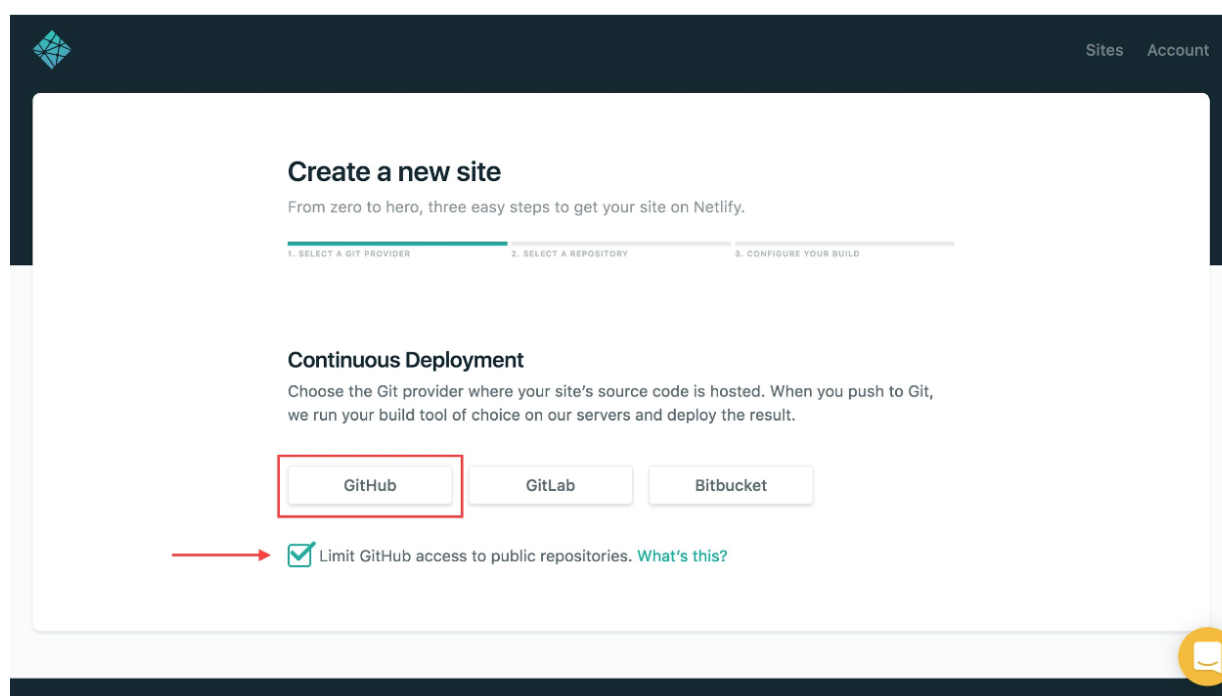 Sites Account
Create a new site
From zero to hero, three easy steps to get your site on Netlify.
1. SELECT A GIT PROVIDER 2. SELECT A REPOSITORY 3. CONFIGURE YOUR BUILD
Continuous Deployment
Choose the Git provider where your site's source code is hosted. When you push to Git,
we run your build tool of choice on our servers and deploy the result.
GitHub GitLab Bitbucket
Limit GitHub access to public repositories. What's this?